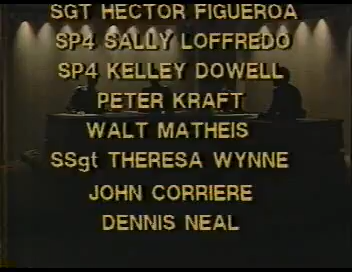 SGT HECTOR FIGUEROA
SP4 SALLY LOFFREDO
SP4 KELLEY DOWELL
PETER KRAFT
WALT MATHEIS
SSgt THERESA WYNNE
JOHN CORRIERE
DENNIS NEAL